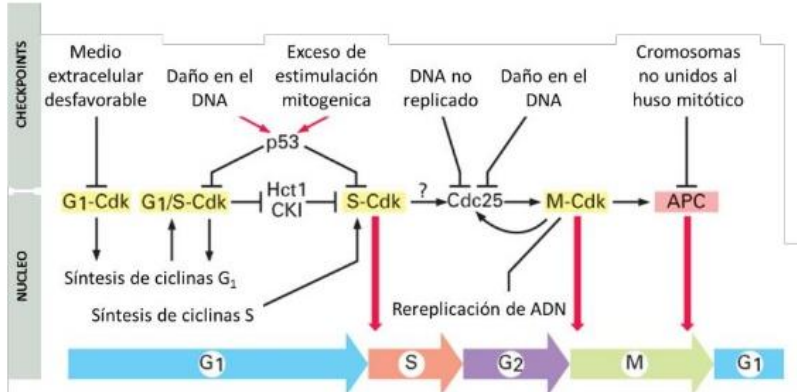 CHECKPOINTS
Medio
extracelular
desfavorable
Daño en el
DNA
Exceso de
estimulación
mitogenica
DNA no
replicado
Daño en el
DNA
Cromosomas
no unidos al
huso mitótico
p53
NUCLEO
G1-Cdk
G1/S-Cdk
Hct1
CKI
S-Cdk
?
Cdc25
M-Cdk
APC
Síntesis de ciclinas G1
Síntesis de ciclinas S
Rereplicación de ADN
G1
S
G2
M
G1